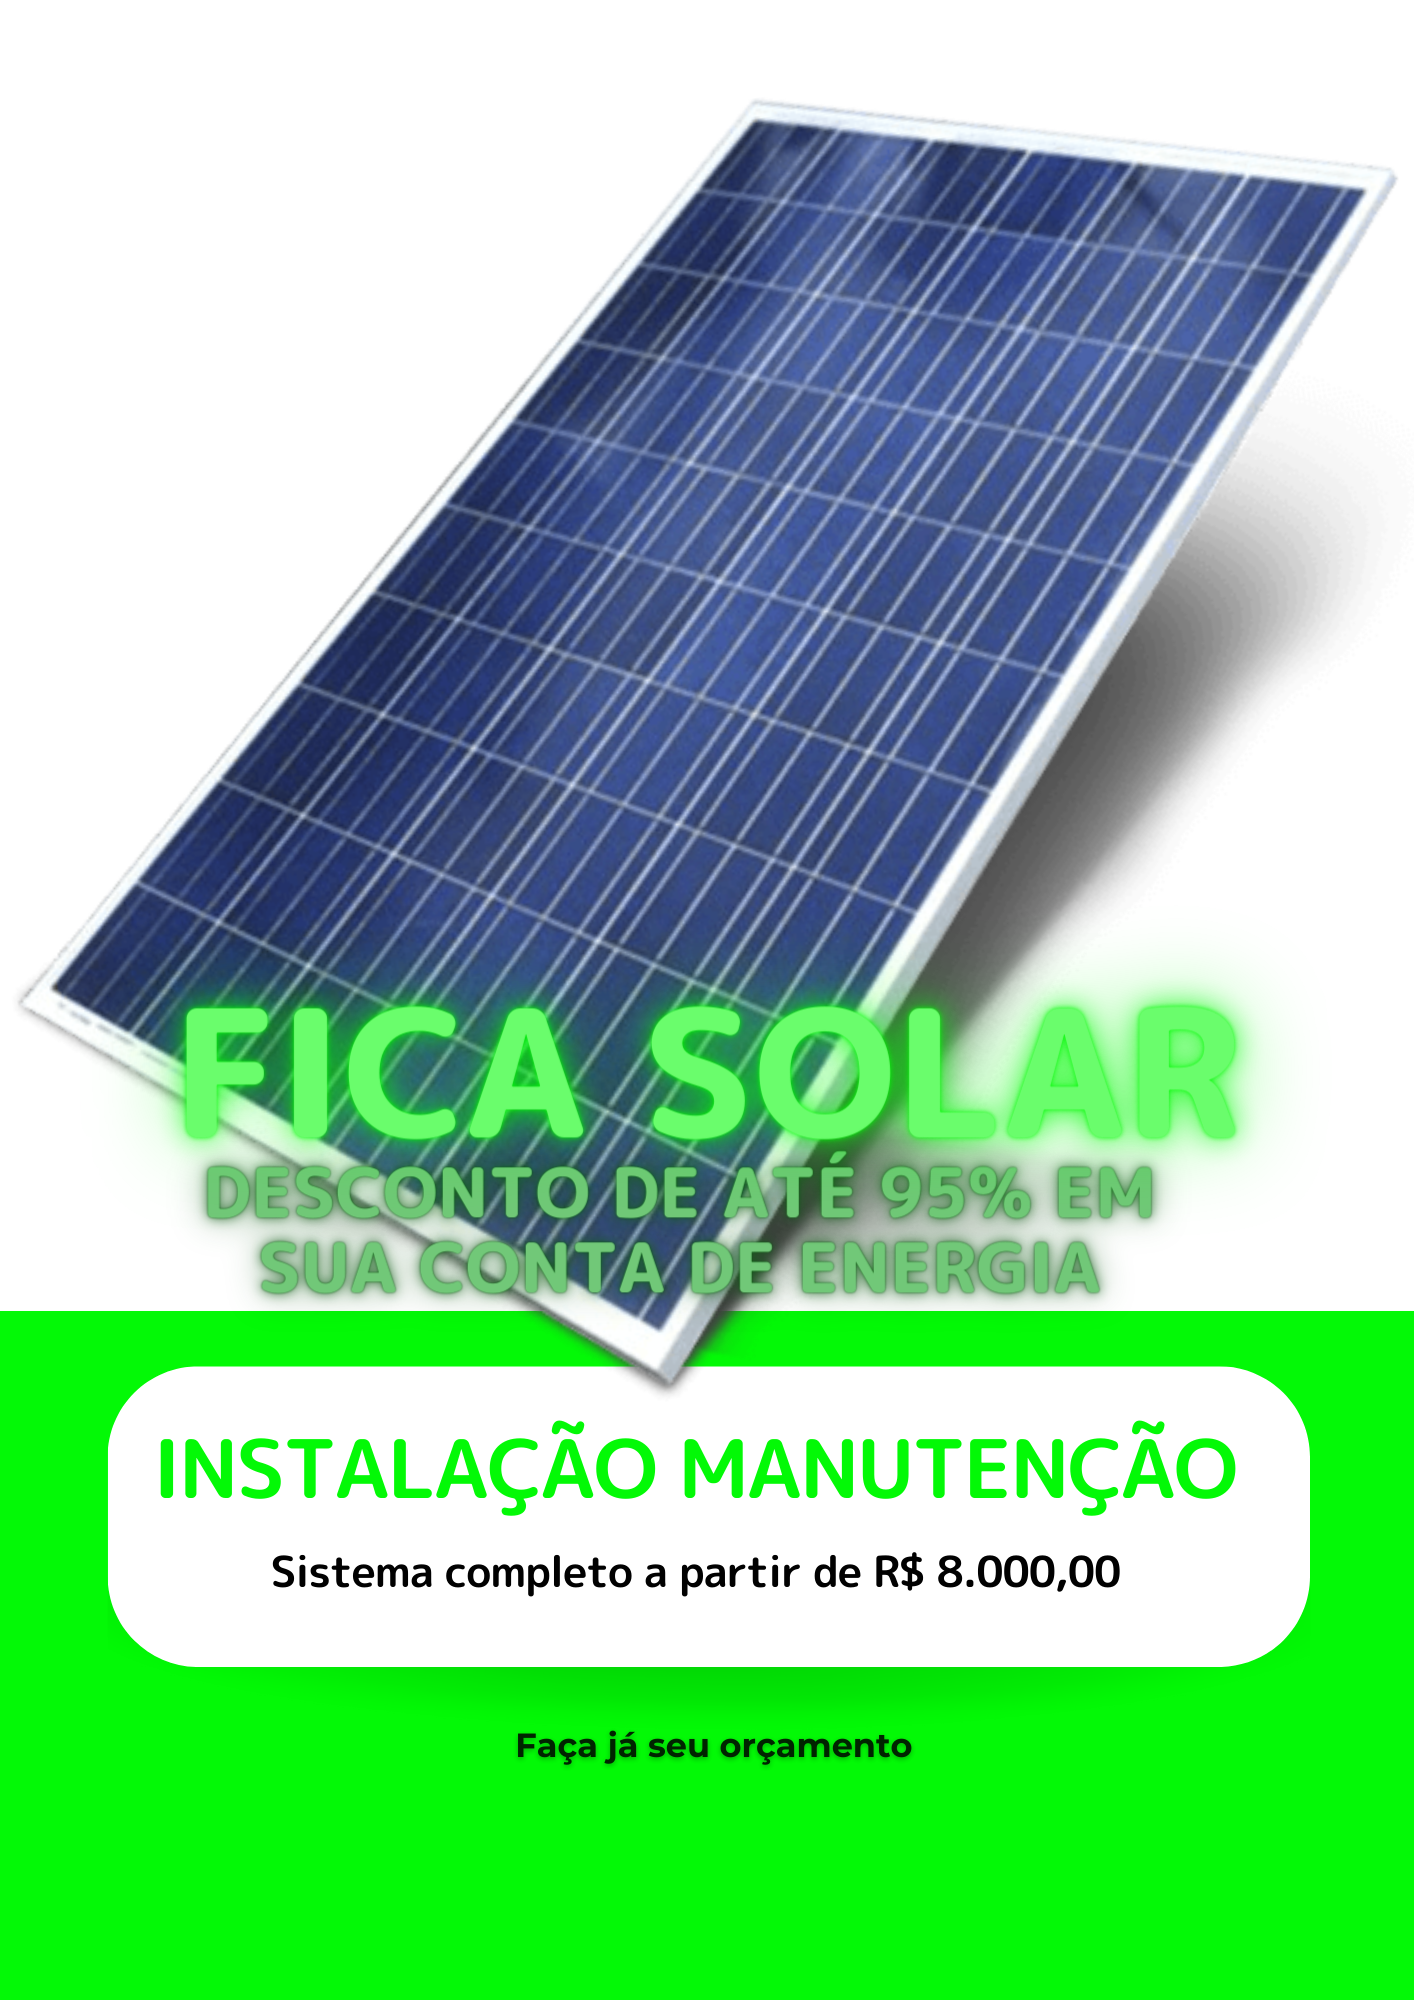 FICA SOLAR
DESCONTO DE ATÉ 95% EM
SUA CONTA DE ENERGIA
INSTALAÇÃO MANUTENÇÃO
Sistema completo a partir de R$ 8.000,00
Faça já seu orçamento